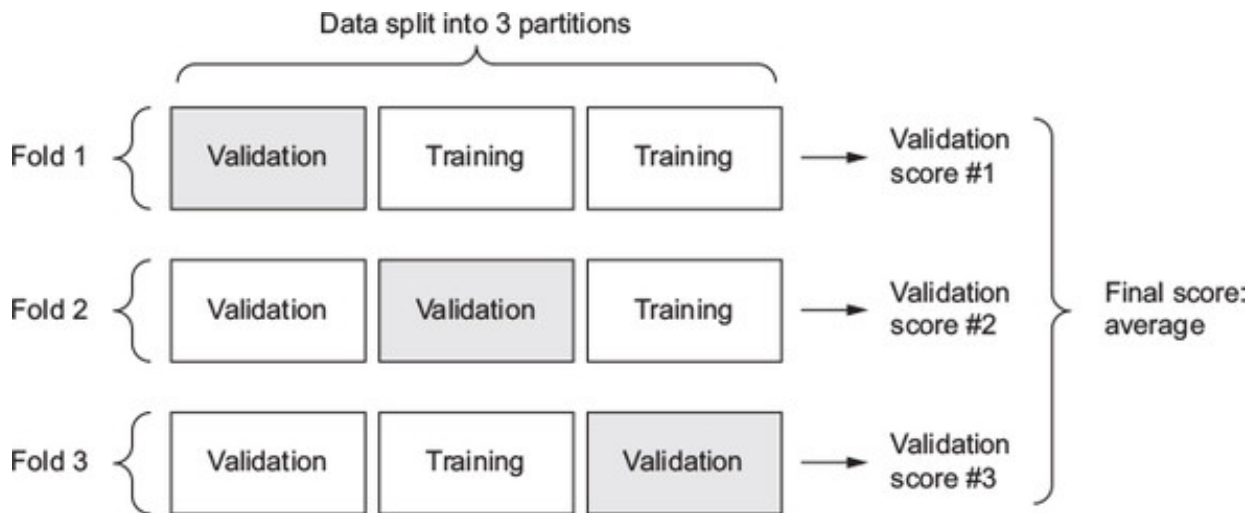 Data split into 3 partitions
Fold 1
Validation
Training
Training
Validation
score #1
Fold 2
Validation
Validation
Training
Validation
score #2
Final score:
average
Fold 3
Validation
Training
Validation
Validation
score #3